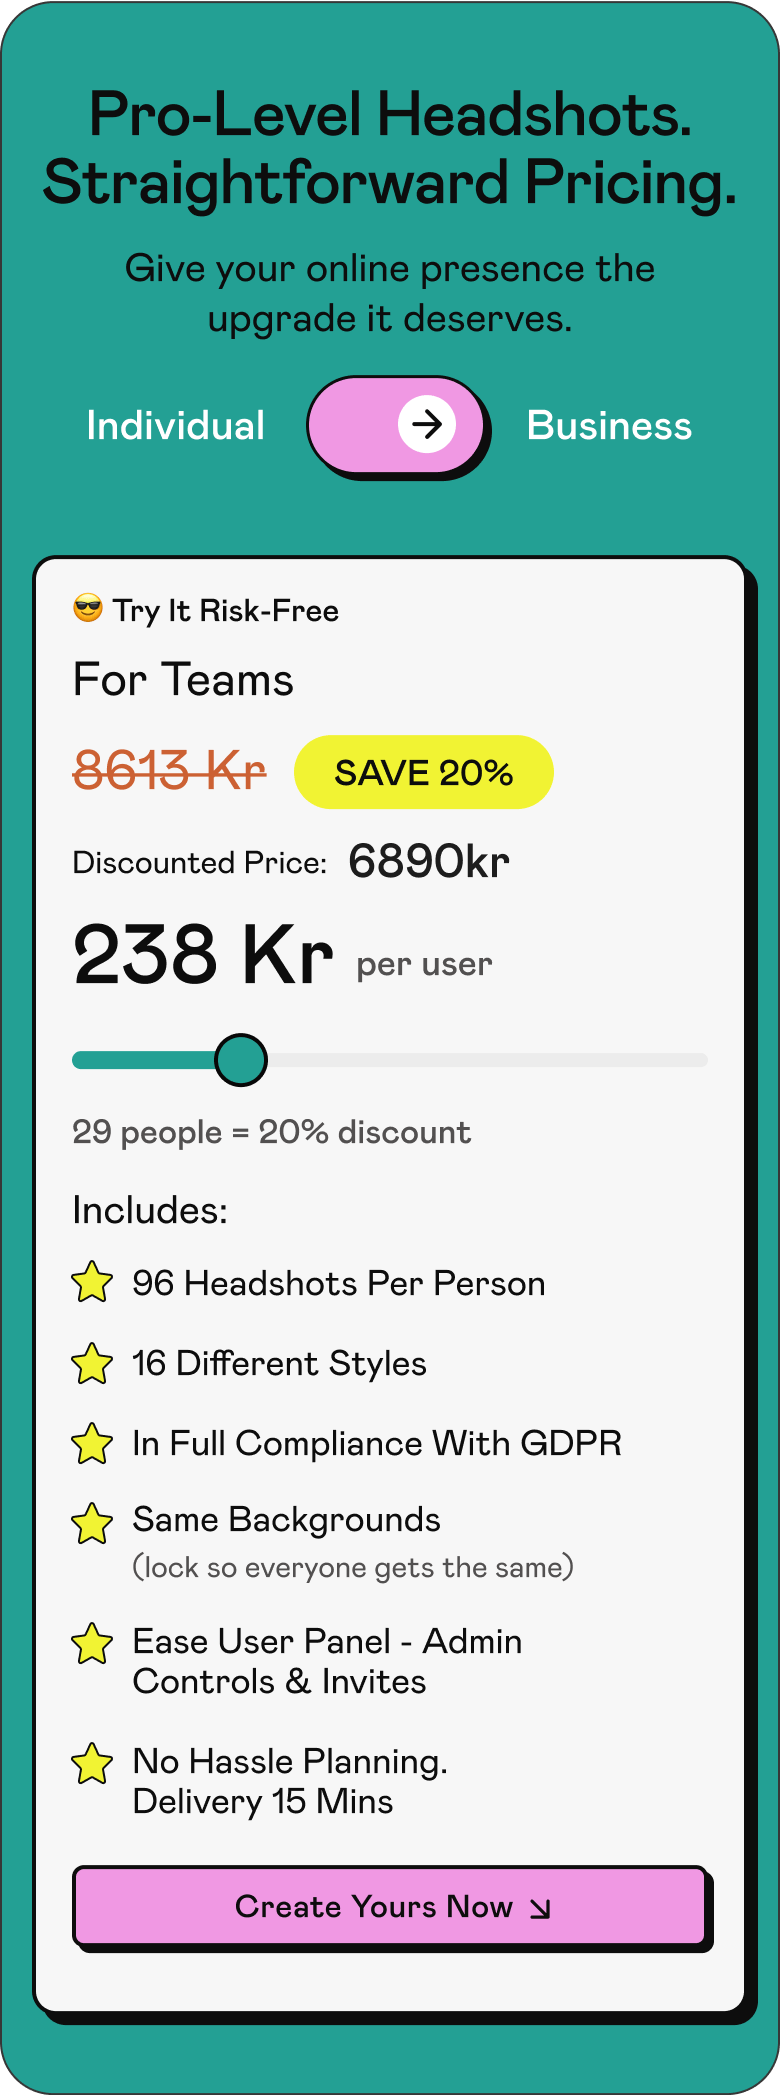 Pro-Level Headshots.
Straightforward Pricing.
Give your online presence the
upgrade it deserves.
Individual
Business
😎 Try It Risk-Free
For Teams
8613 Kr
SAVE 20%
Discounted Price: 6890kr
238 Kr per user
29 people = 20% discount
Includes:
96 Headshots Per Person
16 Different Styles
In Full Compliance With GDPR
Same Backgrounds
(lock so everyone gets the same)
Ease User Panel - Admin
Controls & Invites
No Hassle Planning.
Delivery 15 Mins
Create Yours Now